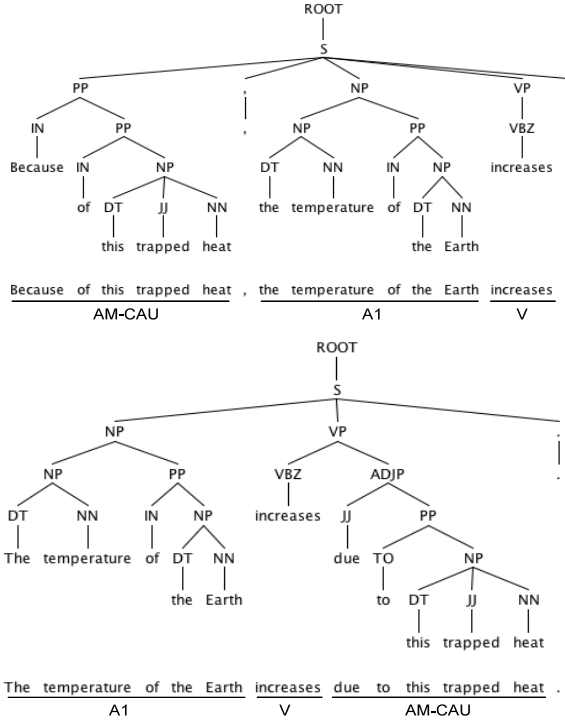 ROOT
S
PP , NP VP
IN PP , NP PP VBZ
Because IN NP DT NN IN NP increases
of DT JJ NN the temperature of DT NN
this trapped heat the Earth
Because of this trapped heat , the temperature of the Earth increases
AM-CAU A1 V
ROOT
S
NP VP .
NP PP VBZ ADJP .
DT NN IN NP increases JJ PP
The temperature of DT NN due TO NP
the Earth to DT JJ NN
this trapped heat
The temperature of the Earth increases due to this trapped heat .
A1 V AM-CAU